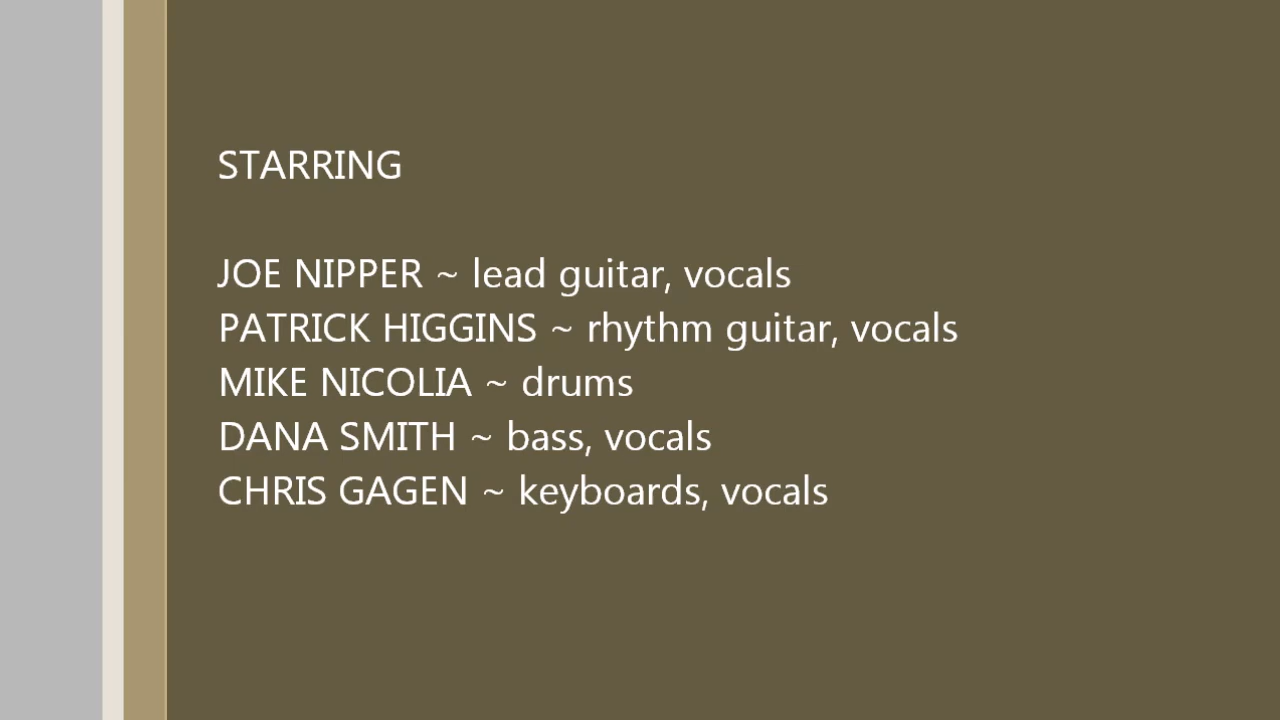 STARRING
JOE NIPPER ~ lead guitar, vocals
PATRICK HIGGINS ~ rhythm guitar, vocals
MIKE NICOLIA ~ drums
DANA SMITH ~ bass, vocals
CHRIS GAGEN ~ keyboards, vocals